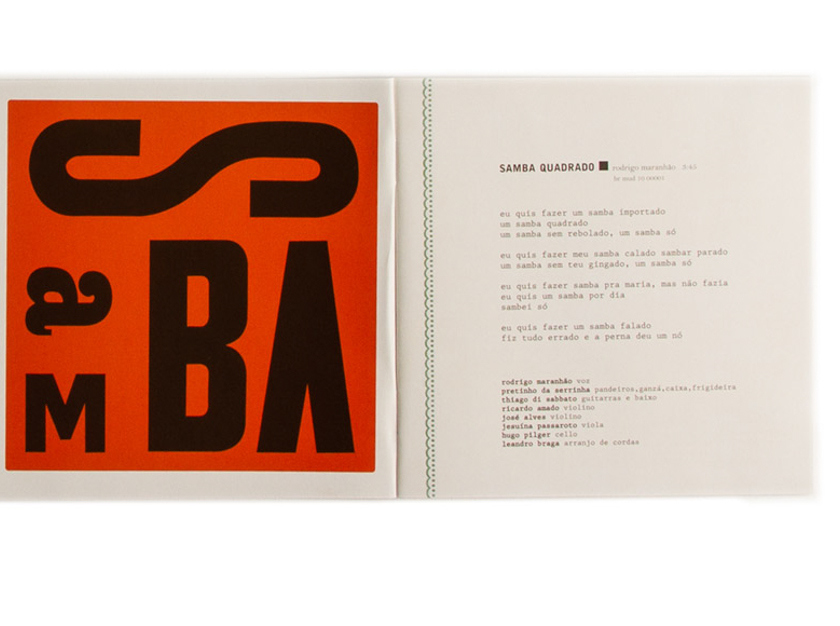 S
a
M
BA
SAMBA QUADRADO ■ rodrigo maranhão 3:43
eu quis fazer um samba importado
um samba quadrado
um samba sem rebolado, um samba só
eu quis fazer meu samba calado sambar parado
um samba sem teu gingado, um samba só
eu quis fazer samba pra maria, mas não fazia
eu quis um samba por dia
sambei só
eu quis fazer um samba falado
fiz tudo errado e a perna deu um nó
rodrigo maranhão voz
pretinho da serrinha pandeiros,ganzá,caixa,frigideira
thiago di sabbato guitarras e baixo
ricardo amado violino
josé alves violino
jesuína passaroto viola
hugo pilger cello
leandro braga arranjo de cordas